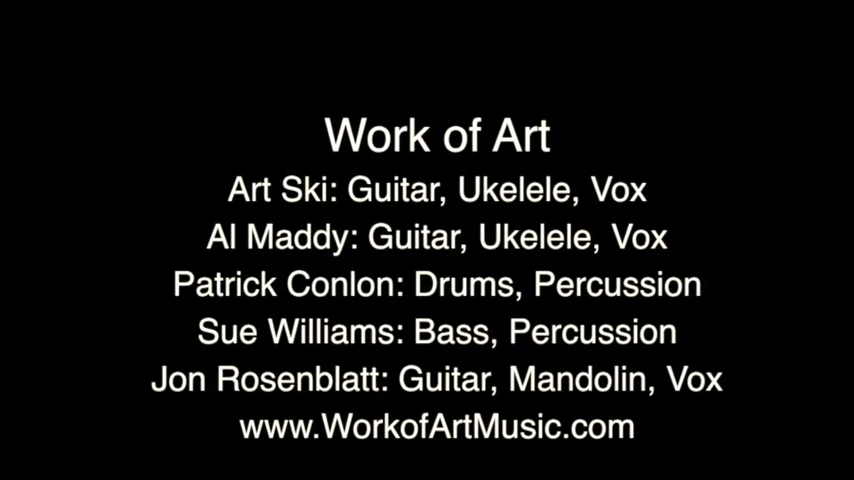 Work of Art
Art Ski: Guitar, Ukelele, Vox
Al Maddy: Guitar, Ukelele, Vox
Patrick Conlon: Drums, Percussion
Sue Williams: Bass, Percussion
Jon Rosenblatt: Guitar, Mandolin, Vox
www.WorkofArtMusic.com